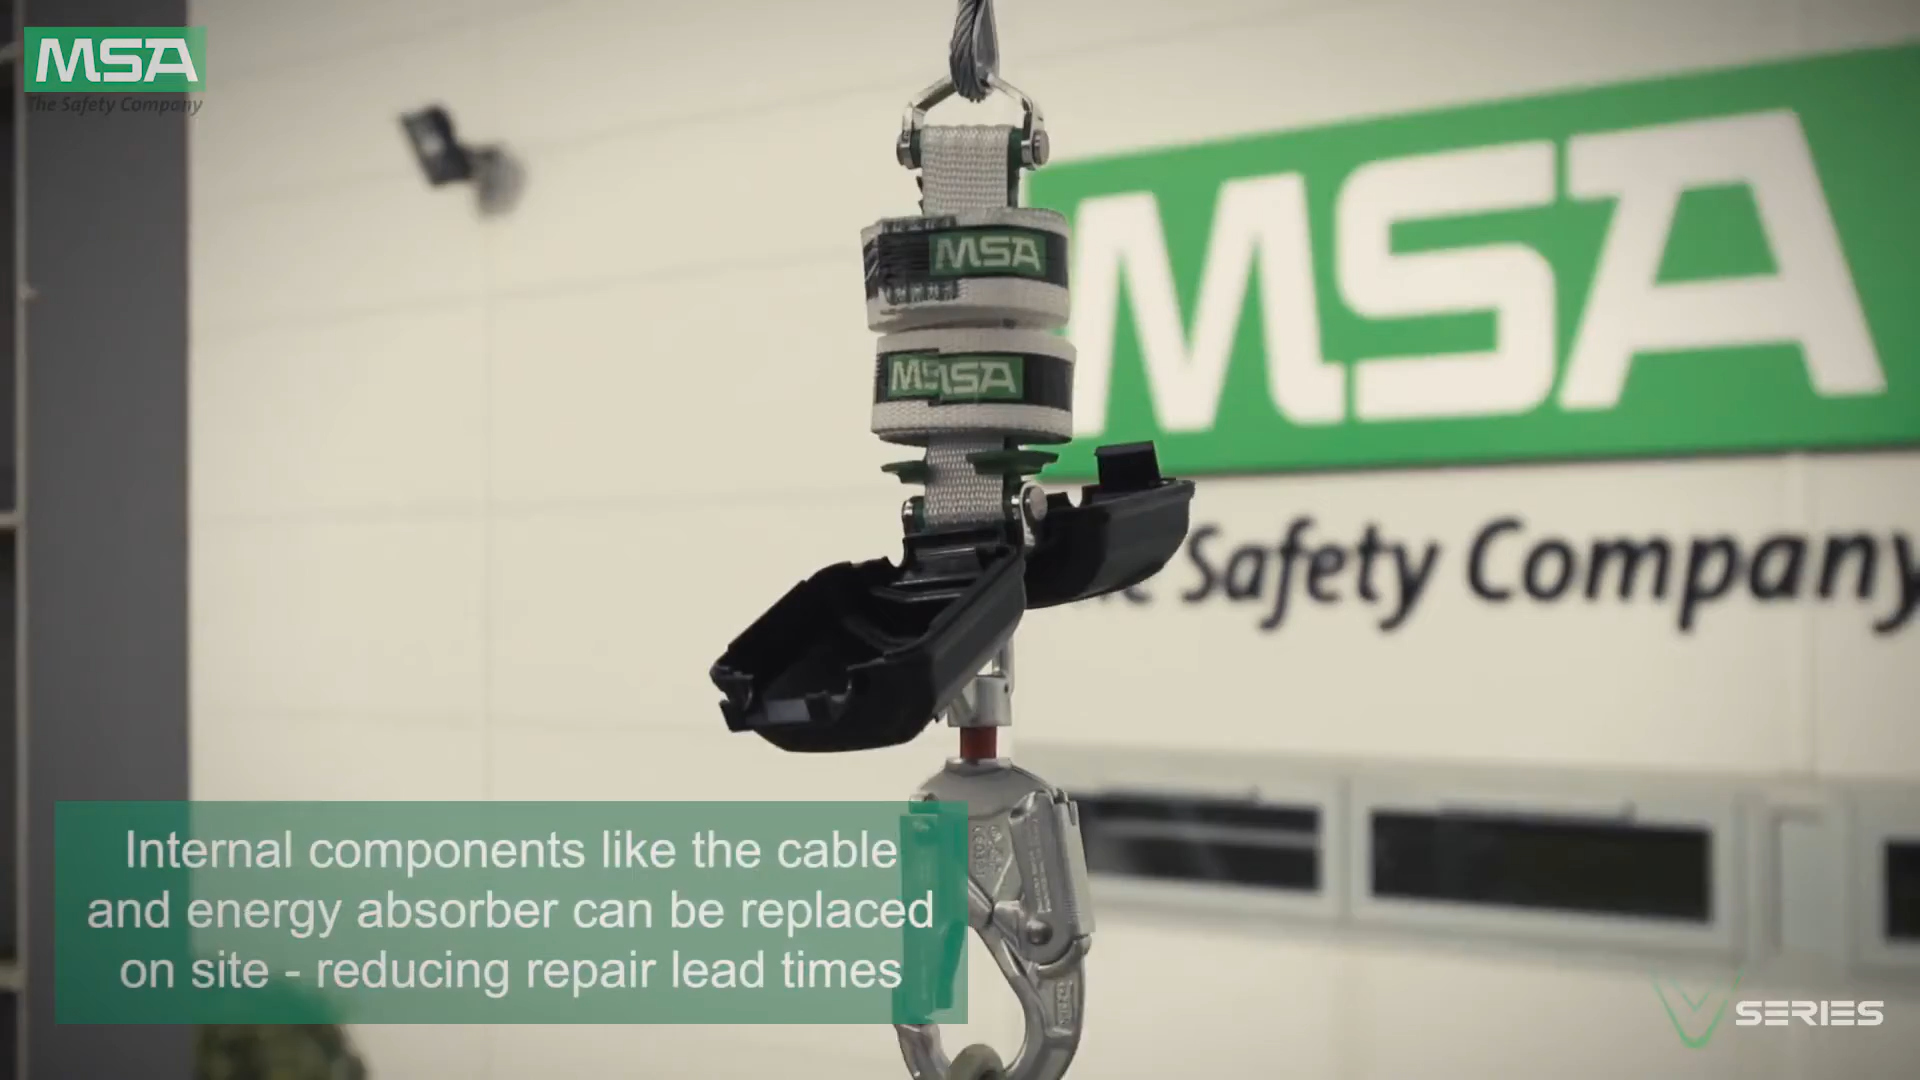 MSA
The Safety Company
MSA
MSA
MSA
MSA
Safety Company
Internal components like the cable
and energy absorber can be replaced
on site - reducing repair lead times
V SERIES